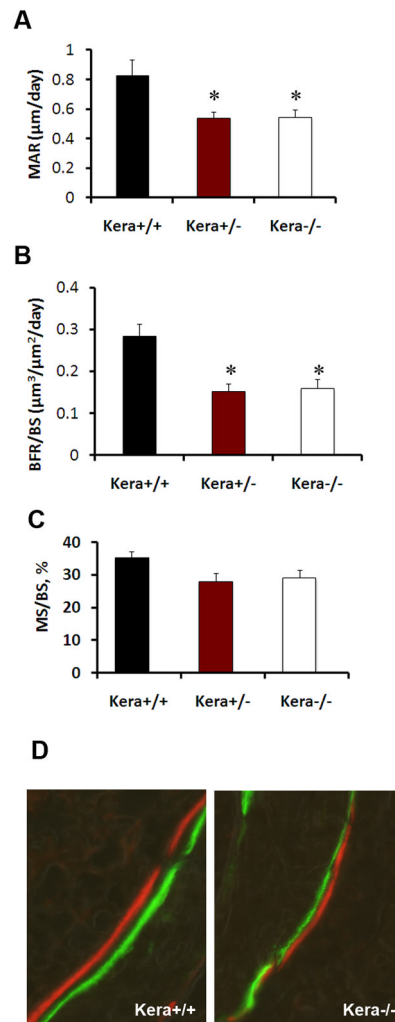 A
MAR (μm/day)
1
0.8
0.6
0.4
0.2
0
*
*
Kera+/+
Kera+/-
Kera-/-
B
BFR/BS (μm³/μm²/day)
0.4
0.3
0.2
0.1
0
*
*
Kera+/+
Kera+/-
Kera-/-
C
MS/BS, %
40
30
20
10
0
Kera+/+
Kera+/-
Kera-/-
D
Kera+/+
Kera-/-